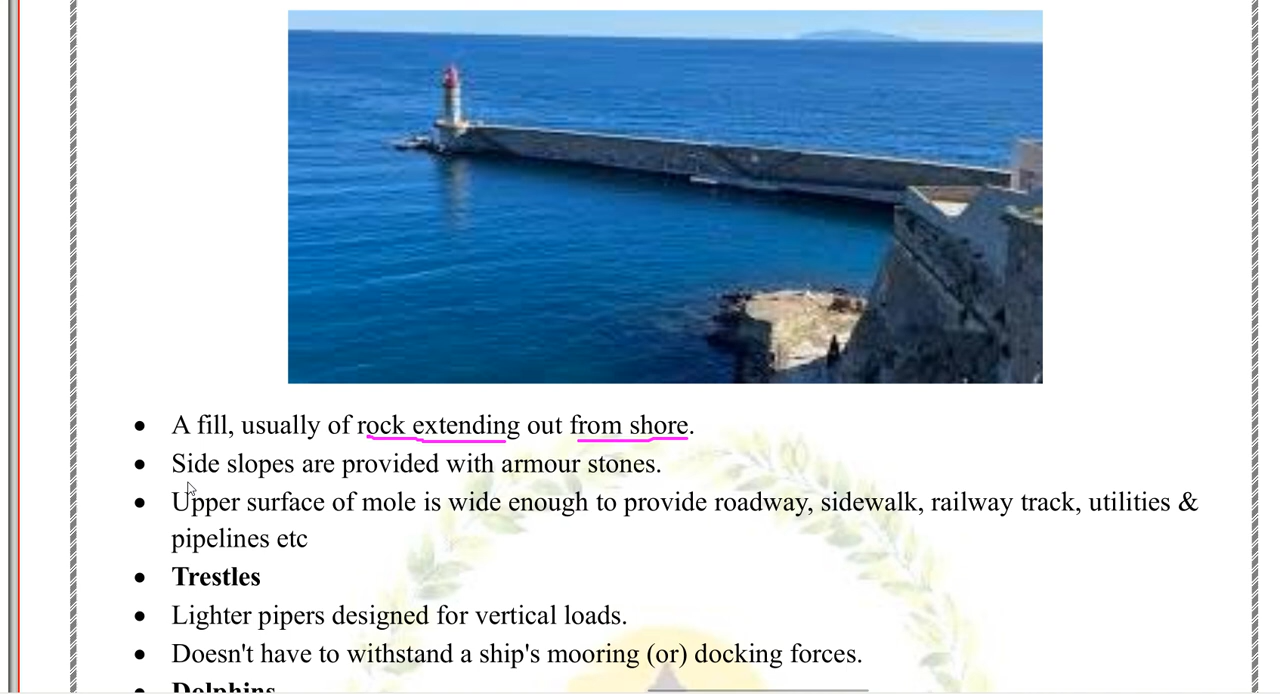 • A fill, usually of rock extending out from shore.
• Side slopes are provided with armour stones.
• Upper surface of mole is wide enough to provide roadway, sidewalk, railway track, utilities &
pipelines etc
• Trestles
• Lighter pipers designed for vertical loads.
• Doesn't have to withstand a ship's mooring (or) docking forces.
• Dolphins